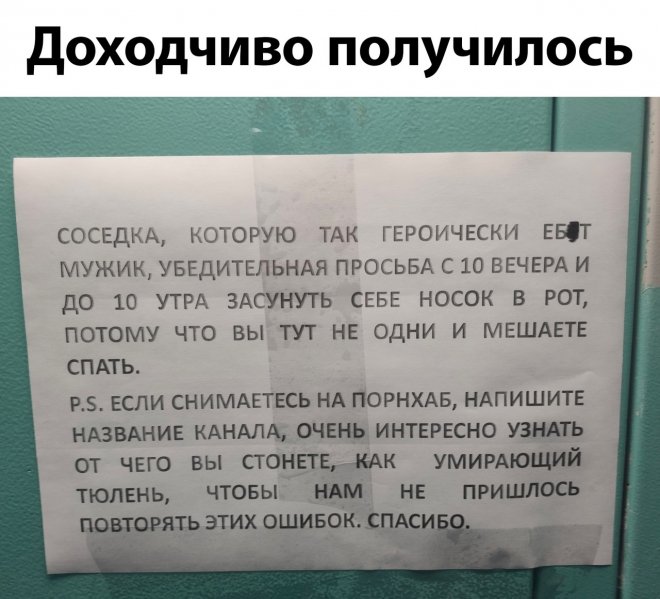 Доходчиво получилось
СОСЕДКА, КОТОРУЮ ТАК ГЕРОИЧЕСКИ ЕБ Т
МУЖИК, УБЕДИТЕЛЬНАЯ ПРОСЬБА С 10 ВЕЧЕРА И
ДО 10 УТРА ЗАСУНУТЬ СЕБЕ НОСОК В РОТ,
ПОТОМУ ЧТО ВЫ ТУТ НЕ ОДНИ И МЕШАЕТЕ
СПАТЬ.
P.S. ЕСЛИ СНИМАЕТЕСЬ НА ПОРНХАБ, НАПИШИТЕ
НАЗВАНИЕ КАНАЛА, ОЧЕНЬ ИНТЕРЕСНО УЗНАТЬ
ОТ ЧЕГО ВЫ СТОНЕТЕ, КАК УМИРАЮЩИЙ
ТЮЛЕНЬ, ЧТОБЫ НАМ НЕ ПРИШЛОСЬ
ПОВТОРЯТЬ ЭТИХ ОШИБОК. СПАСИБО.